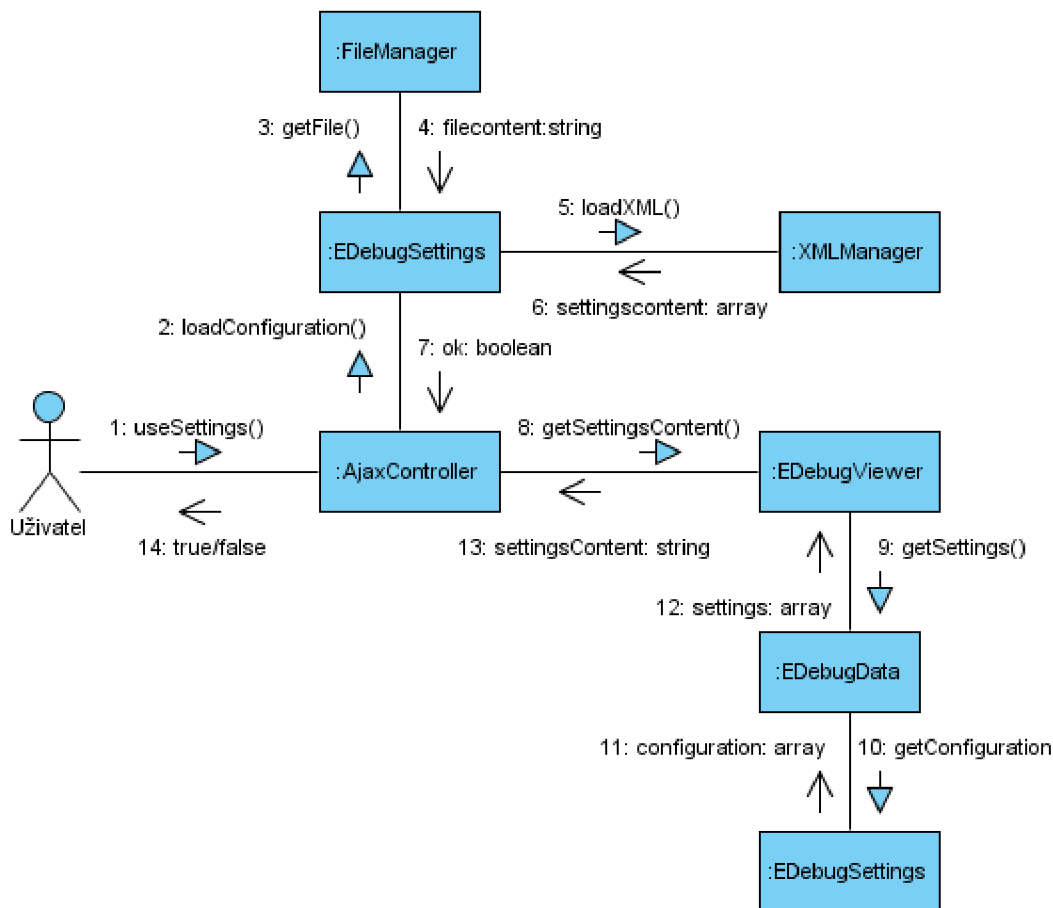 :FileManager
3: getFile()
4: filecontent:string
5: loadXML()
:EDebugSettings
:XMLManager
6: settingscontent: array
2: loadConfiguration()
7: ok: boolean
1: useSettings()
8: getSettingsContent()
:AjaxController
:EDebugViewer
Uživatel
14: true/false
13: settingsContent: string
9: getSettings()
12: settings: array
:EDebugData
11: configuration: array
10: getConfiguration
:EDebugSettings